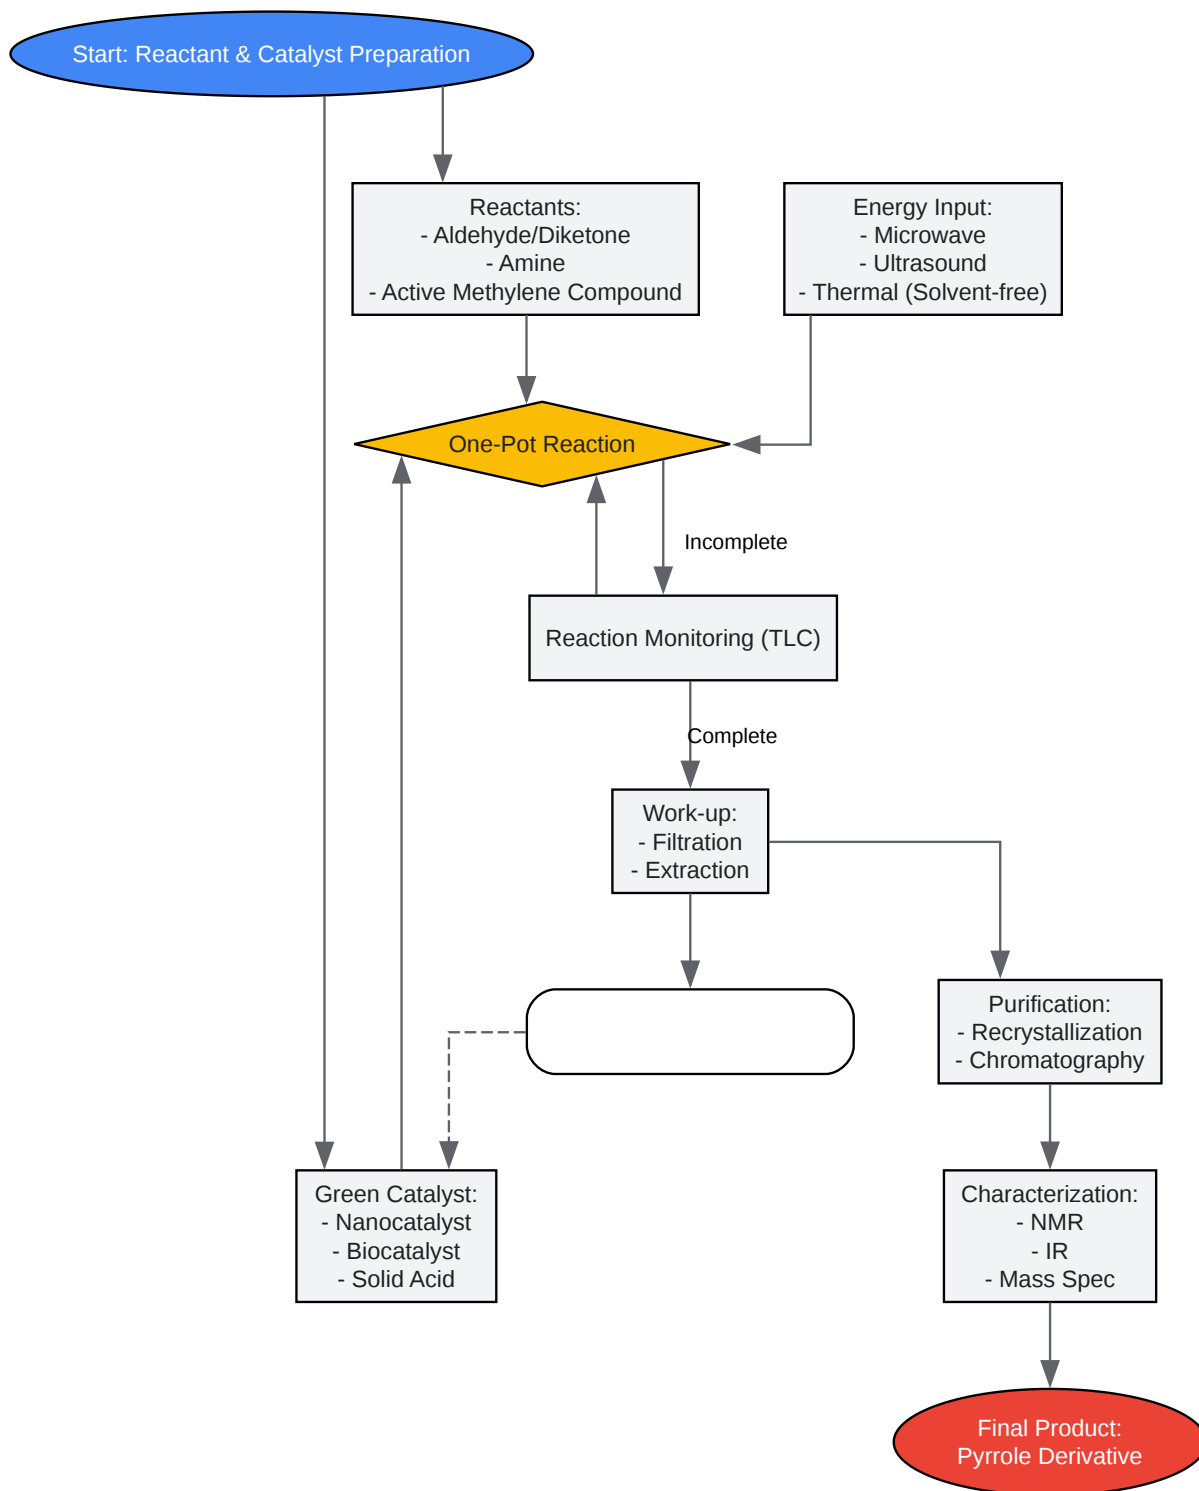 Start: Reactant & Catalyst Preparation
Reactants:
- Aldehyde/Diketone
- Amine
- Active Methylene Compound
Energy Input:
- Microwave
- Ultrasound
- Thermal (Solvent-free)
One-Pot Reaction
Incomplete
Reaction Monitoring (TLC)
Complete
Work-up:
- Filtration
- Extraction
Purification:
- Recrystallization
- Chromatography
Green Catalyst:
- Nanocatalyst
- Biocatalyst
- Solid Acid
Characterization:
- NMR
- IR
- Mass Spec
Final Product:
Pyrrole Derivative